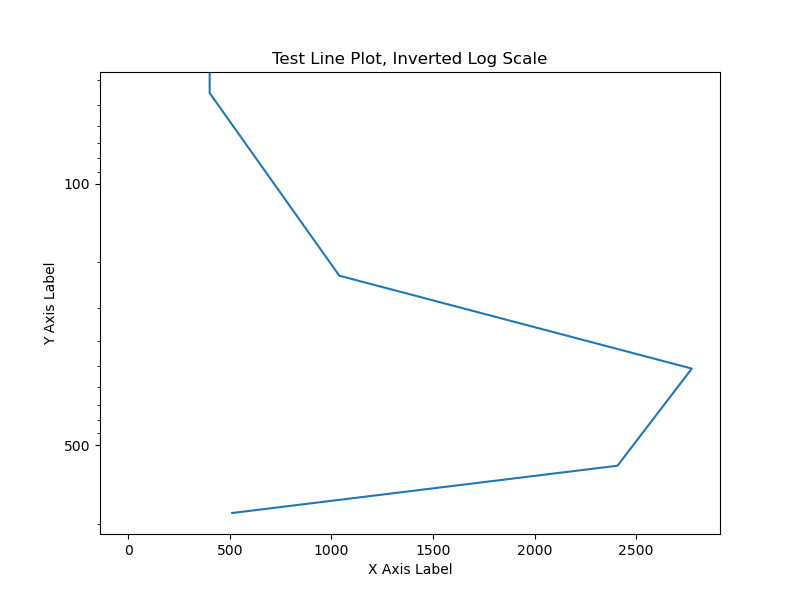 Test Line Plot, Inverted Log Scale
Y Axis Label
100
500
0 500 1000 1500 2000 2500
X Axis Label